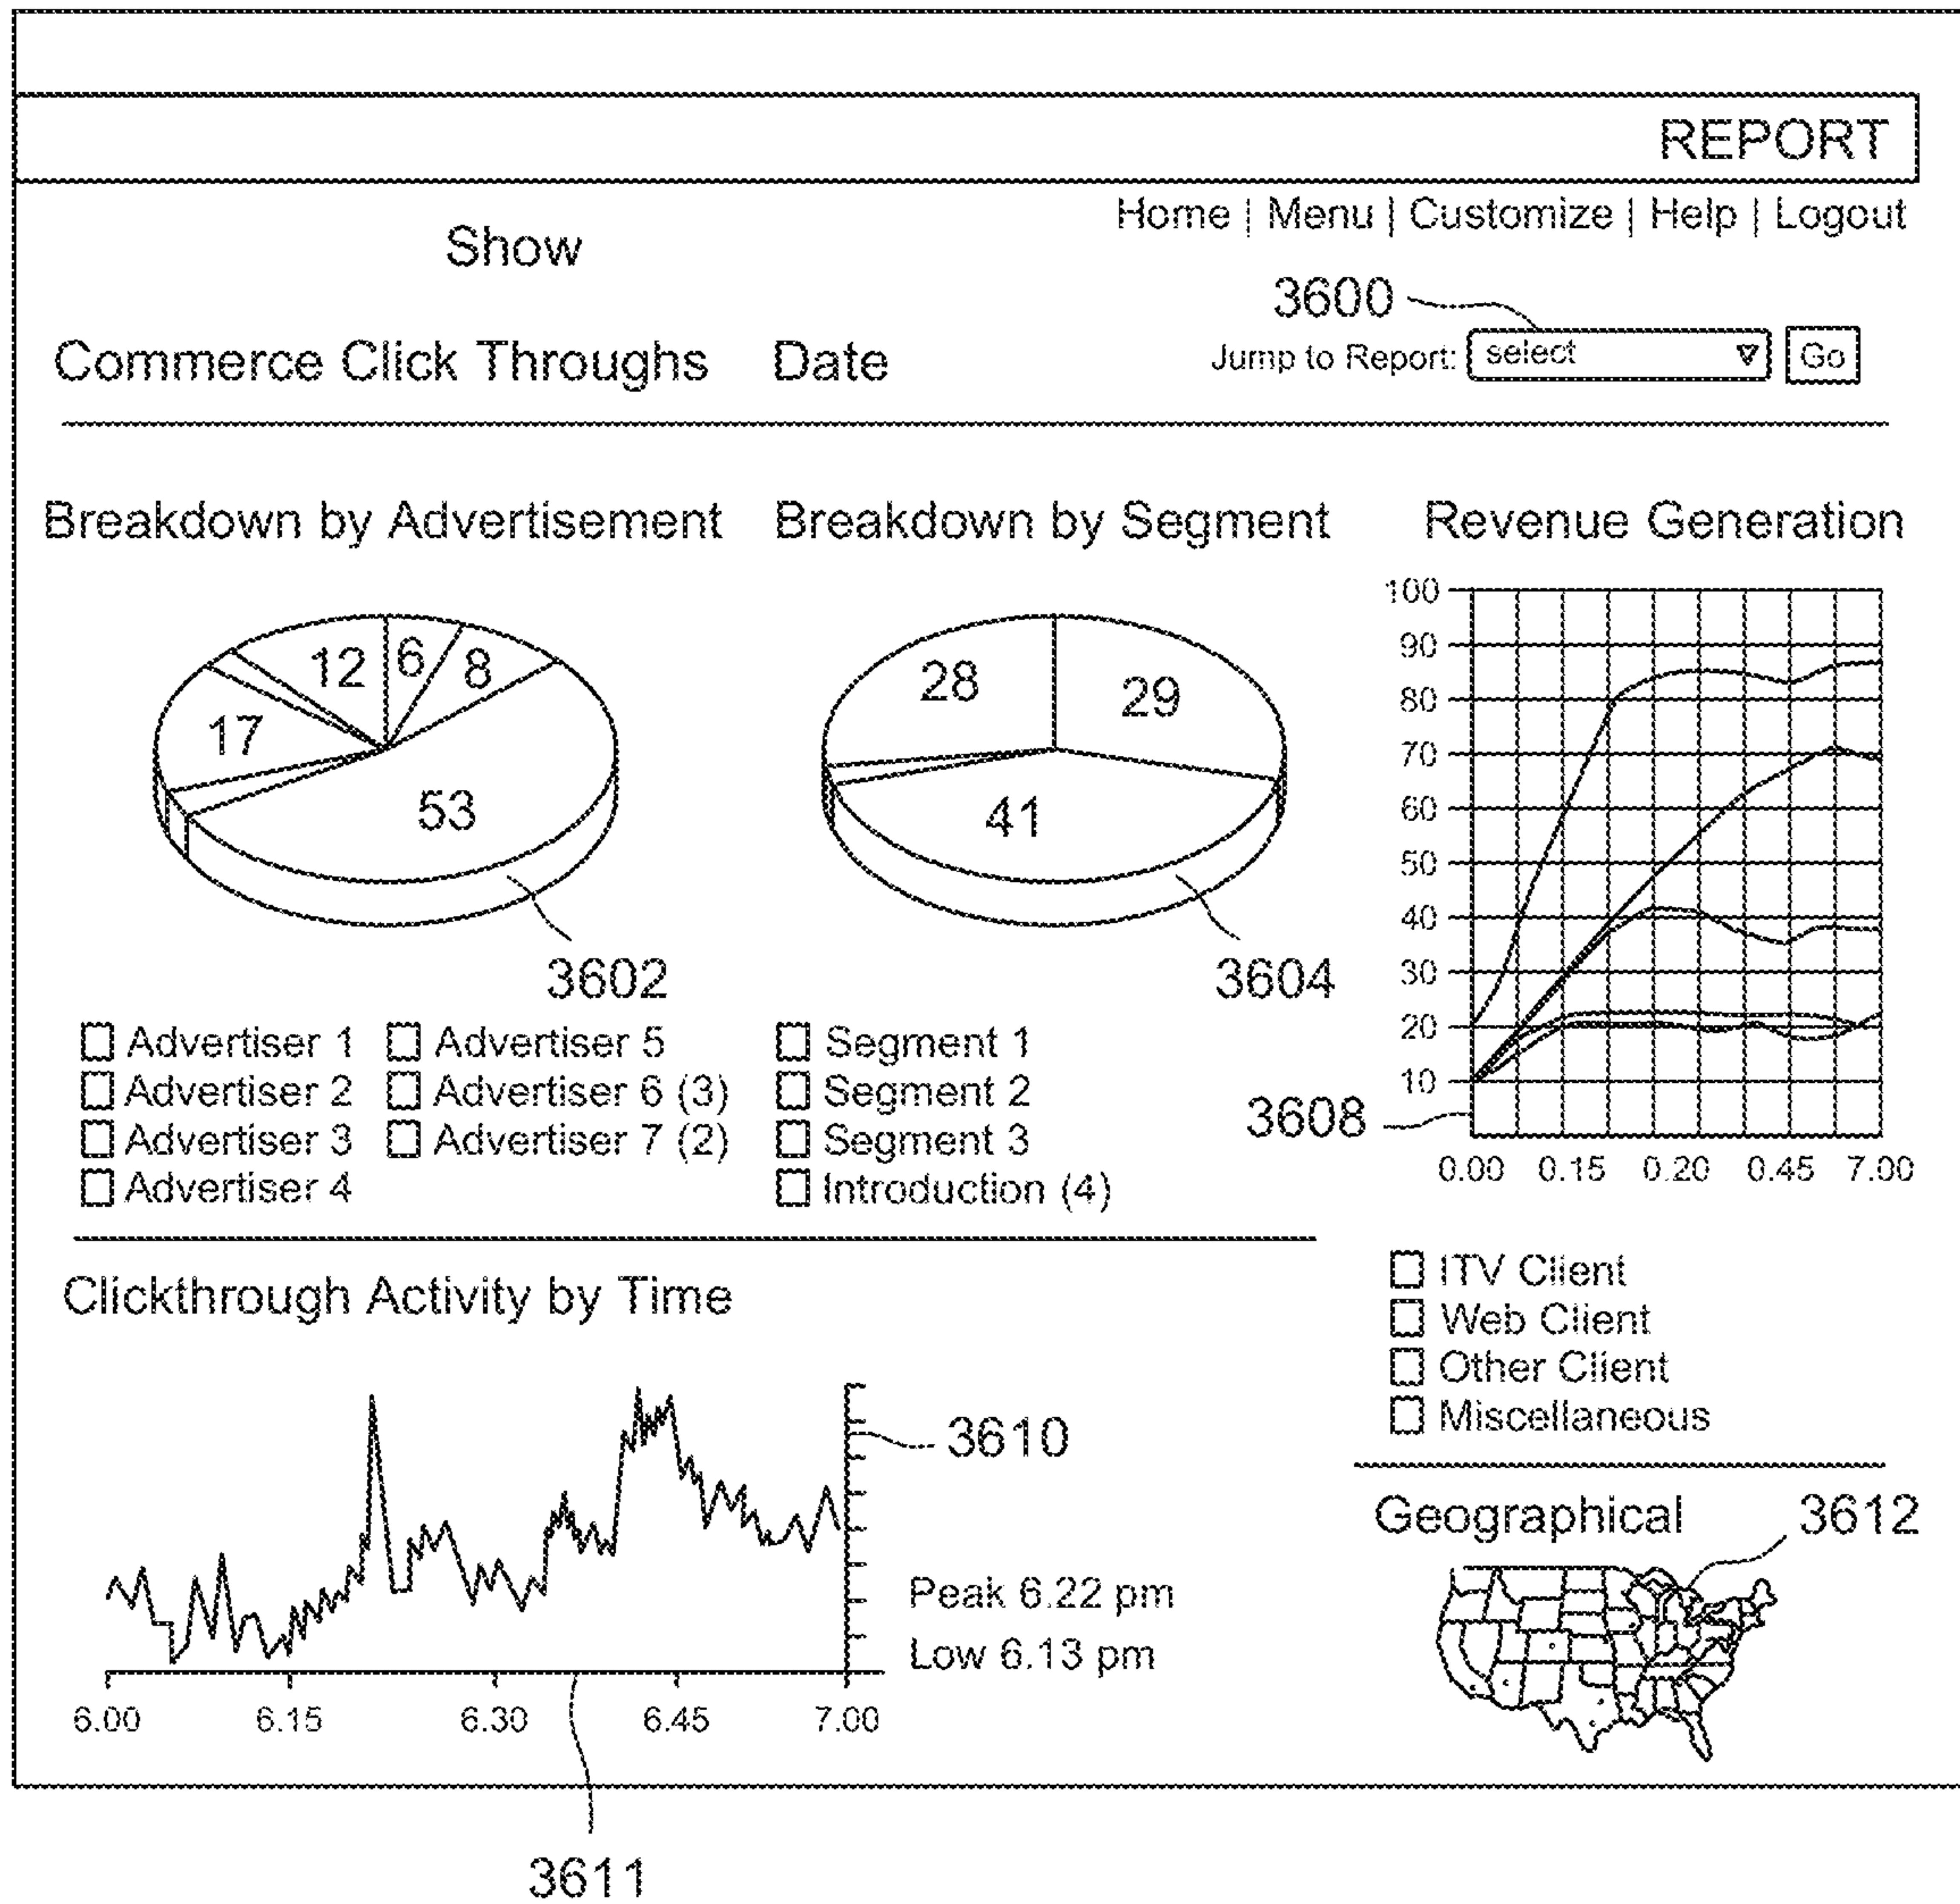 REPORT
Home | Menu | Customize | Help | Logout
Show
3600
Commerce Click Throughs Date
Jump to Report: select Go
Breakdown by Advertisement
12 6 8
17
53
3602
Advertiser 1 Advertiser 5
Advertiser 2 Advertiser 6 (3)
Advertiser 3 Advertiser 7 (2)
Advertiser 4
Breakdown by Segment
28 29
41
3604
Segment 1
Segment 2
Segment 3
Introduction (4)
Revenue Generation
100
90
80
70
60
50
40
30
20
10
3608
0.00 0.15 0.20 0.45 7.00
ITV Client
Web Client
Other Client
Miscellaneous
Clickthrough Activity by Time
3610
Peak 6.22 pm
Low 6.13 pm
6.00 6.15 6.30 6.45 7.00
3611
Geographical 3612